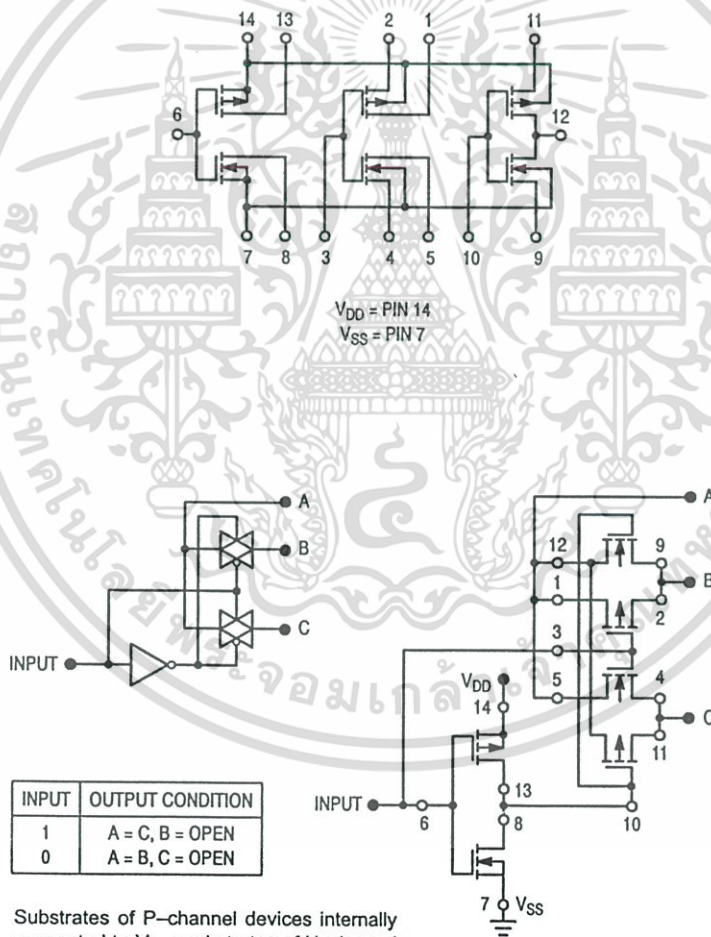 14 13 2 1 11
6 12
7 8 3 4 5 10 9
V_DD = PIN 14
V_SS = PIN 7
A
B
C
INPUT
A
12 9
B
1 2
3
V_DD 5 4
14 C
11
INPUT 13
6 8 10
7 V_SS
INPUT OUTPUT CONDITION
1 A = C, B = OPEN
0 A = B, C = OPEN
Substrates of P–channel devices internally